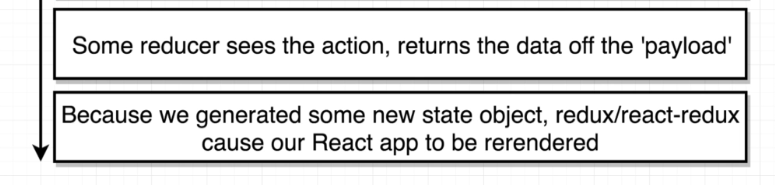 Some reducer sees the action, returns the data off the 'payload'
Because we generated some new state object, redux/react-redux
cause our React app to be rerendered